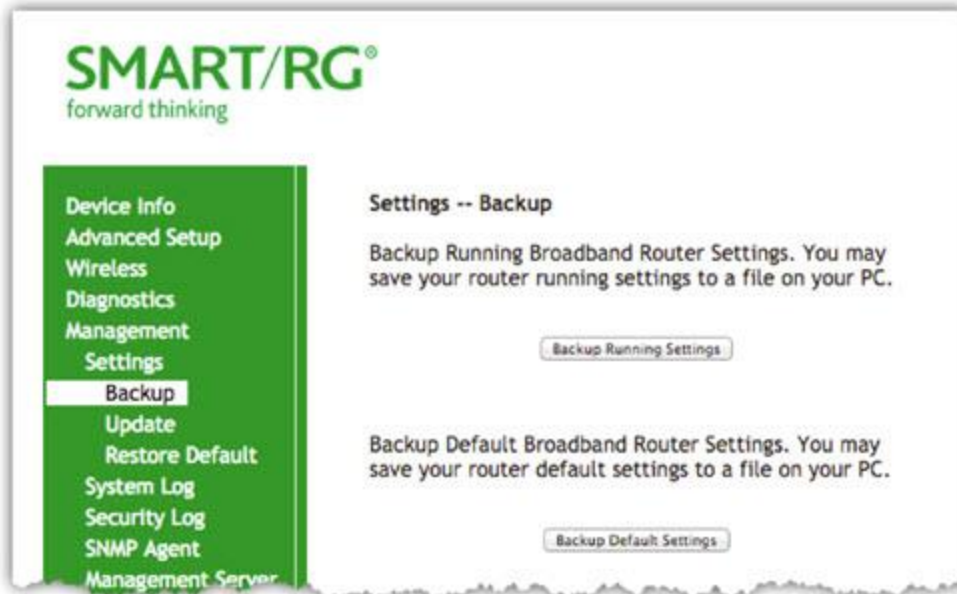 SMART/RG®
forward thinking
Device Info
Advanced Setup
Wireless
Diagnostics
Management
Settings
Backup
Update
Restore Default
System Log
Security Log
SNMP Agent
Management Server
Settings -- Backup
Backup Running Broadband Router Settings. You may
save your router running settings to a file on your PC.
Backup Running Settings
Backup Default Broadband Router Settings. You may
save your router default settings to a file on your PC.
Backup Default Settings